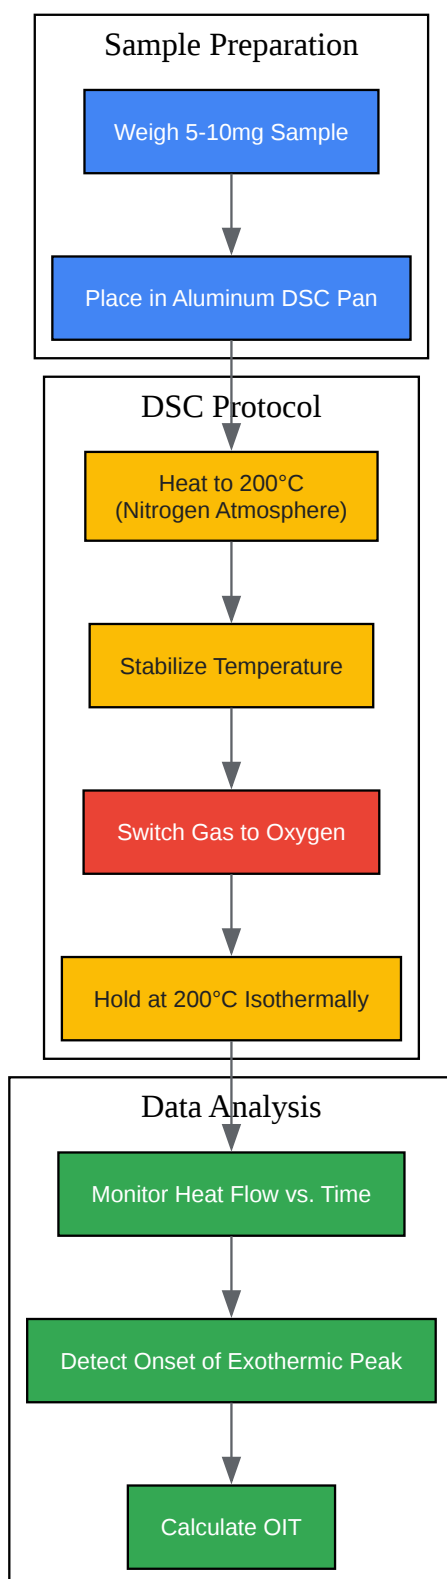 Sample Preparation
Weigh 5-10mg Sample
Place in Aluminum DSC Pan
DSC Protocol
Heat to 200°C
(Nitrogen Atmosphere)
Stabilize Temperature
Switch Gas to Oxygen
Hold at 200°C Isothermally
Data Analysis
Monitor Heat Flow vs. Time
Detect Onset of Exothermic Peak
Calculate OIT